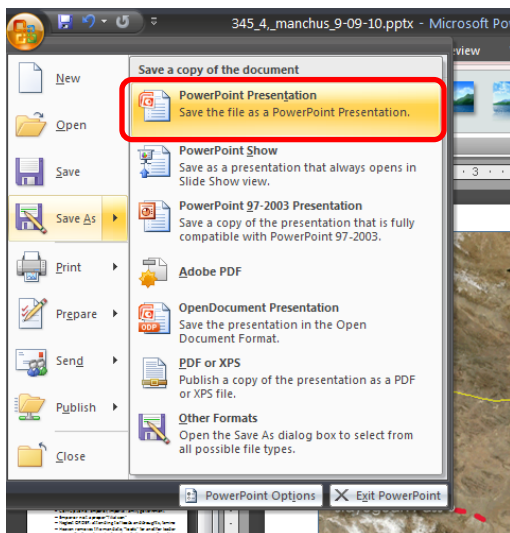 345_4,_manchus_9-09-10.pptx - Microsoft Po
view
New
Open
Save
Save As
Print
Prepare
Send
Publish
Close
Save a copy of the document
PowerPoint Presentation
Save the file as a PowerPoint Presentation.
PowerPoint Show
Save as a presentation that always opens in
Slide Show view.
PowerPoint 97-2003 Presentation
Save a copy of the presentation that is fully
compatible with PowerPoint 97-2003.
Adobe PDF
OpenDocument Presentation
Save the presentation in the Open
Document Format.
PDF or XPS
Publish a copy of the presentation as a PDF
or XPS file.
Other Formats
Open the Save As dialog box to select from
all possible file types.
PowerPoint Options
Exit PowerPoint
3